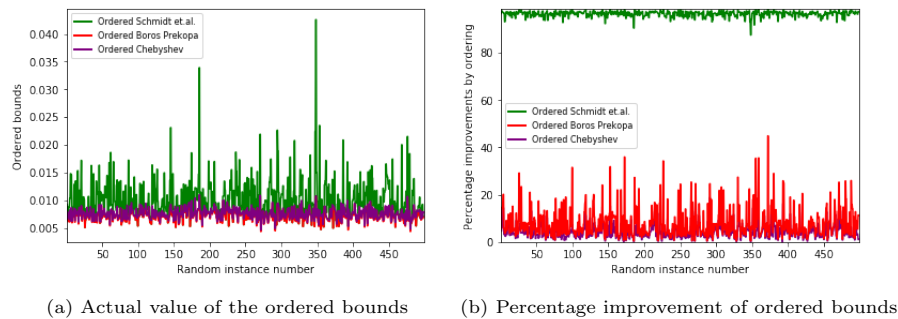 Ordered Schmidt et.al.
Ordered Boros Prekopa
Ordered Chebyshev
0.040
0.035
0.030
0.025
0.020
0.015
0.010
0.005
Ordered bounds
50 100 150 200 250 300 350 400 450
Random instance number
(a) Actual value of the ordered bounds
80
60
40
20
0
Percentage improvements by ordering
Ordered Schmidt et.al.
Ordered Boros Prekopa
Ordered Chebyshev
50 100 150 200 250 300 350 400 450
Random instance number
(b) Percentage improvement of ordered bounds